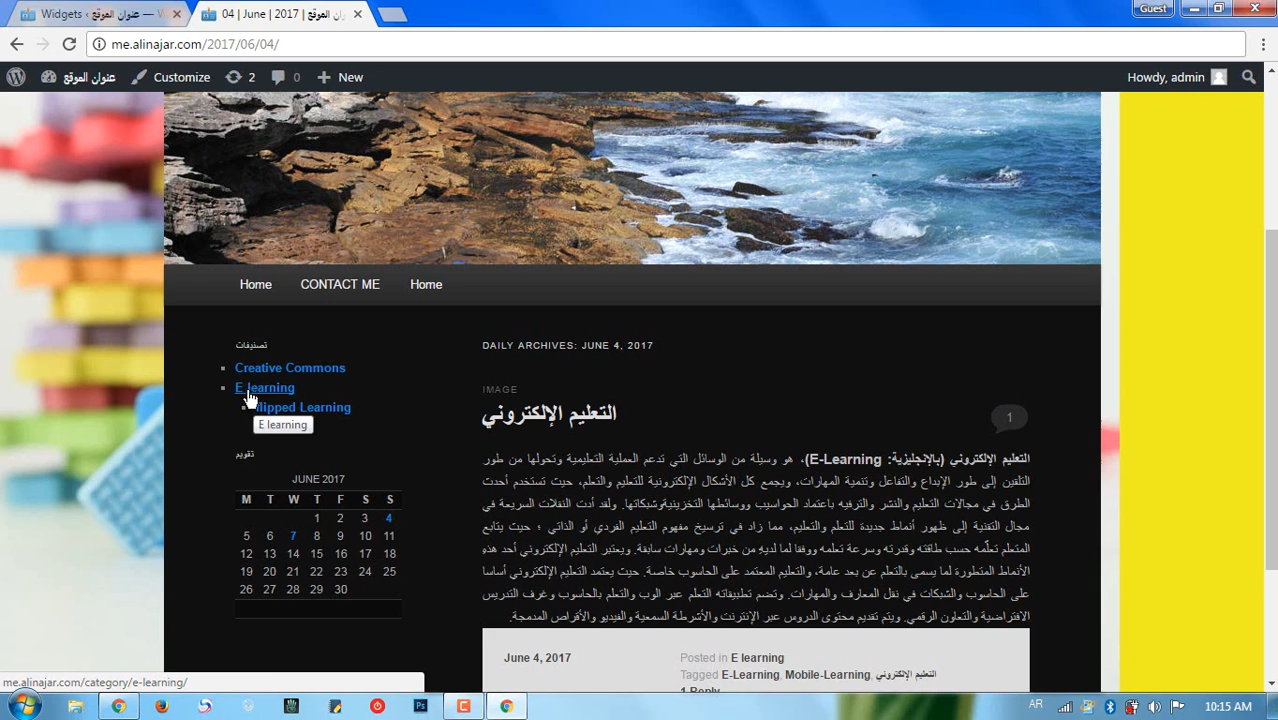 Widgets ‹ عنوان الموقع — W
04 | June | 2017 | ان الموقع
Guest
me.alinajar.com/2017/06/04/
عنوان الموقع
Customize
2
0
New
Howdy, admin
Home
CONTACT ME
Home
تصنيفات
Creative Commons
E learning
Flipped Learning
E learning
تقويم
JUNE 2017
M T W T F S S
1 2 3 4
5 6 7 8 9 10 11
12 13 14 15 16 17 18
19 20 21 22 23 24 25
26 27 28 29 30
DAILY ARCHIVES: JUNE 4, 2017
IMAGE
التعليم الإلكتروني
1
التعليم الإلكتروني (بالإنجليزية: E-Learning)، هو وسيلة من الوسائل التي تدعم العملية التعليمية وتحولها من طور
التلقين إلى طور الإبداع والتفاعل وتنمية المهارات، ويجمع كل الأشكال الإلكترونية للتعليم والتعلم، حيث تستخدم أحدث
الطرق في مجالات التعليم والنشر والترفيه باعتماد الحواسيب ووسائطها التخزينيةوشبكاتها. ولقد أدت النقلات السريعة في
مجال التقنية إلى ظهور أنماط جديدة للتعلم والتعليم، مما زاد في ترسيخ مفهوم التعليم الفردي أو الذاتي ؛ حيث يتابع
المتعلم تعلّمه حسب طاقته وقدرته وسرعة تعلمه ووفقا لما لديهِ من خبرات ومهارات سابقة. ويعتبر التعليم الإلكتروني أحد هذهِ
الأنماط المتطورة لما يسمى بالتعلم عن بعد عامة، والتعليم المعتمد على الحاسوب خاصة. حيث يعتمد التعليم الإلكتروني أساسا
على الحاسوب والشبكات في نقل المعارف والمهارات. وتضم تطبيقاته التعلم عبر الوب والتعلم بالحاسوب وغرف التدريس
الافتراضية والتعاون الرقمي. ويتم تقديم محتوى الدروس عبر الإنترنت والأشرطة السمعية والفيديو والأقراص المدمجة.
June 4, 2017
Posted in E learning
Tagged E-Learning, Mobile-Learning, التعليم الإلكتروني
1 Reply
me.alinajar.com/category/e-learning/
AR
10:15 AM